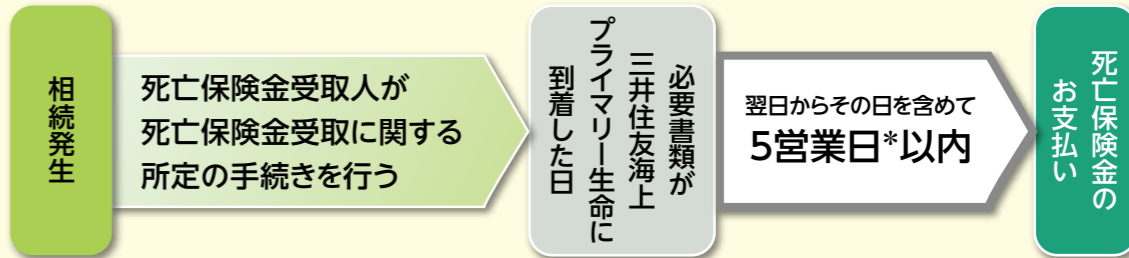 相続発生
死亡保険金受取人が
死亡保険金受取に関する
所定の手続きを行う
必要書類が
三井住友海上
プライマリー生命に
到着した日
翌日からその日を含めて
5営業日*以内
死亡保険金の
お支払い